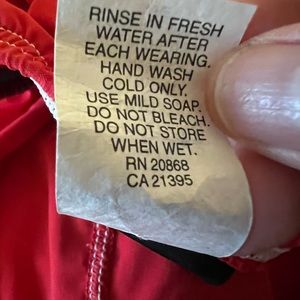 RINSE IN FRESH
WATER AFTER
EACH WEARING.
HAND WASH
COLD ONLY.
USE MILD SOAP.
DO NOT BLEACH.
DO NOT STORE
WHEN WET.
RN 20868
CA 21395